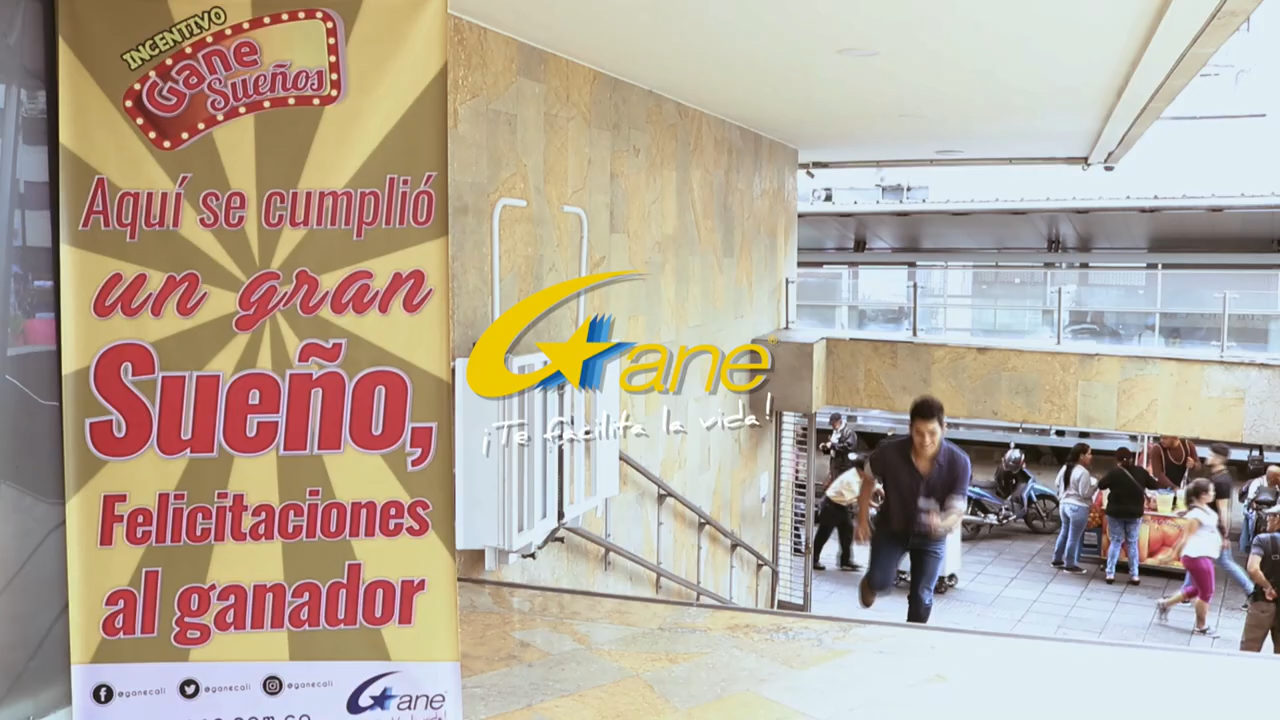 INCENTIVO
Gane
Sueños
Aquí se cumplió
un gran
Sueño,
Felicitaciones
al ganador
@ganecali @ganecali @ganecali
Gane
Gane
¡Te facilita la vida!